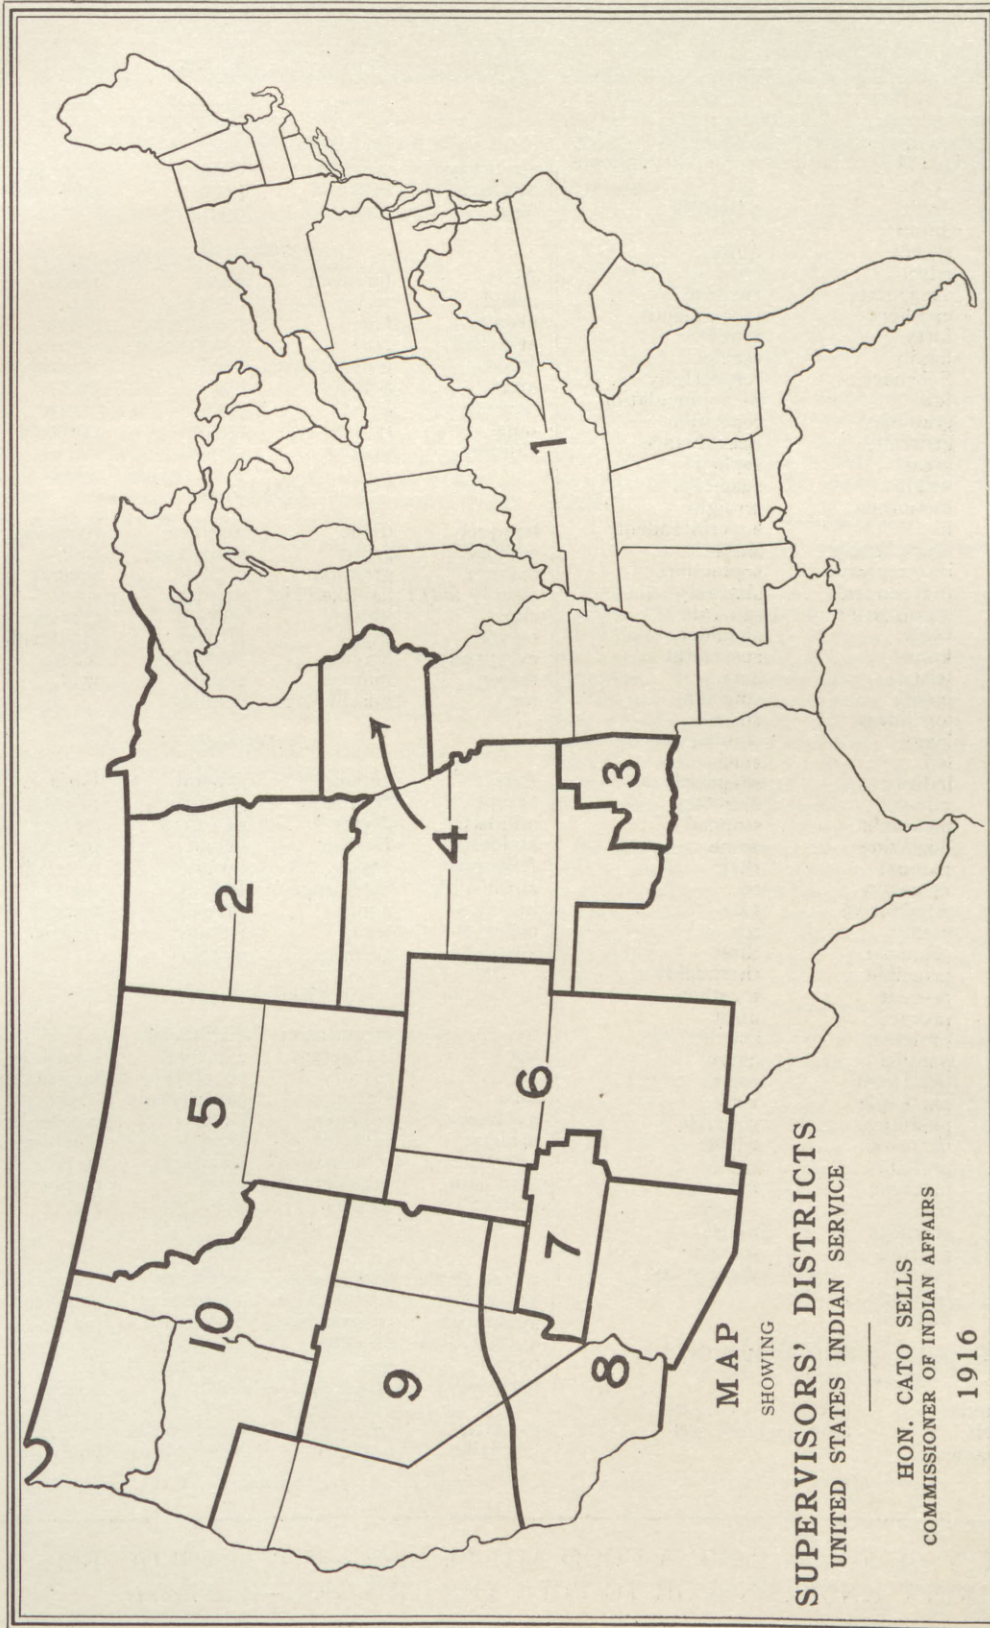 1
2
3
4
5
6
7
8
9
10
MAP
SHOWING
SUPERVISORS' DISTRICTS
UNITED STATES INDIAN SERVICE
HON. CATO SELLS
COMMISSIONER OF INDIAN AFFAIRS
1916